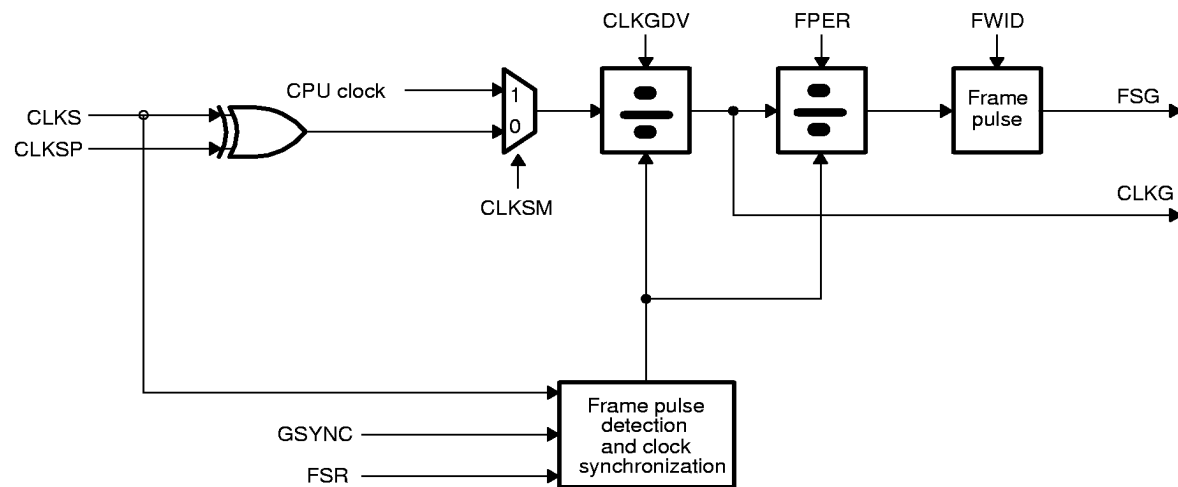 CLKGDV
FPER
FWID
CPU clock
1
0
CLKS
CLKSP
CLKSM
Frame
pulse
FSG
CLKG
Frame pulse
detection
and clock
synchronization
GSYNC
FSR